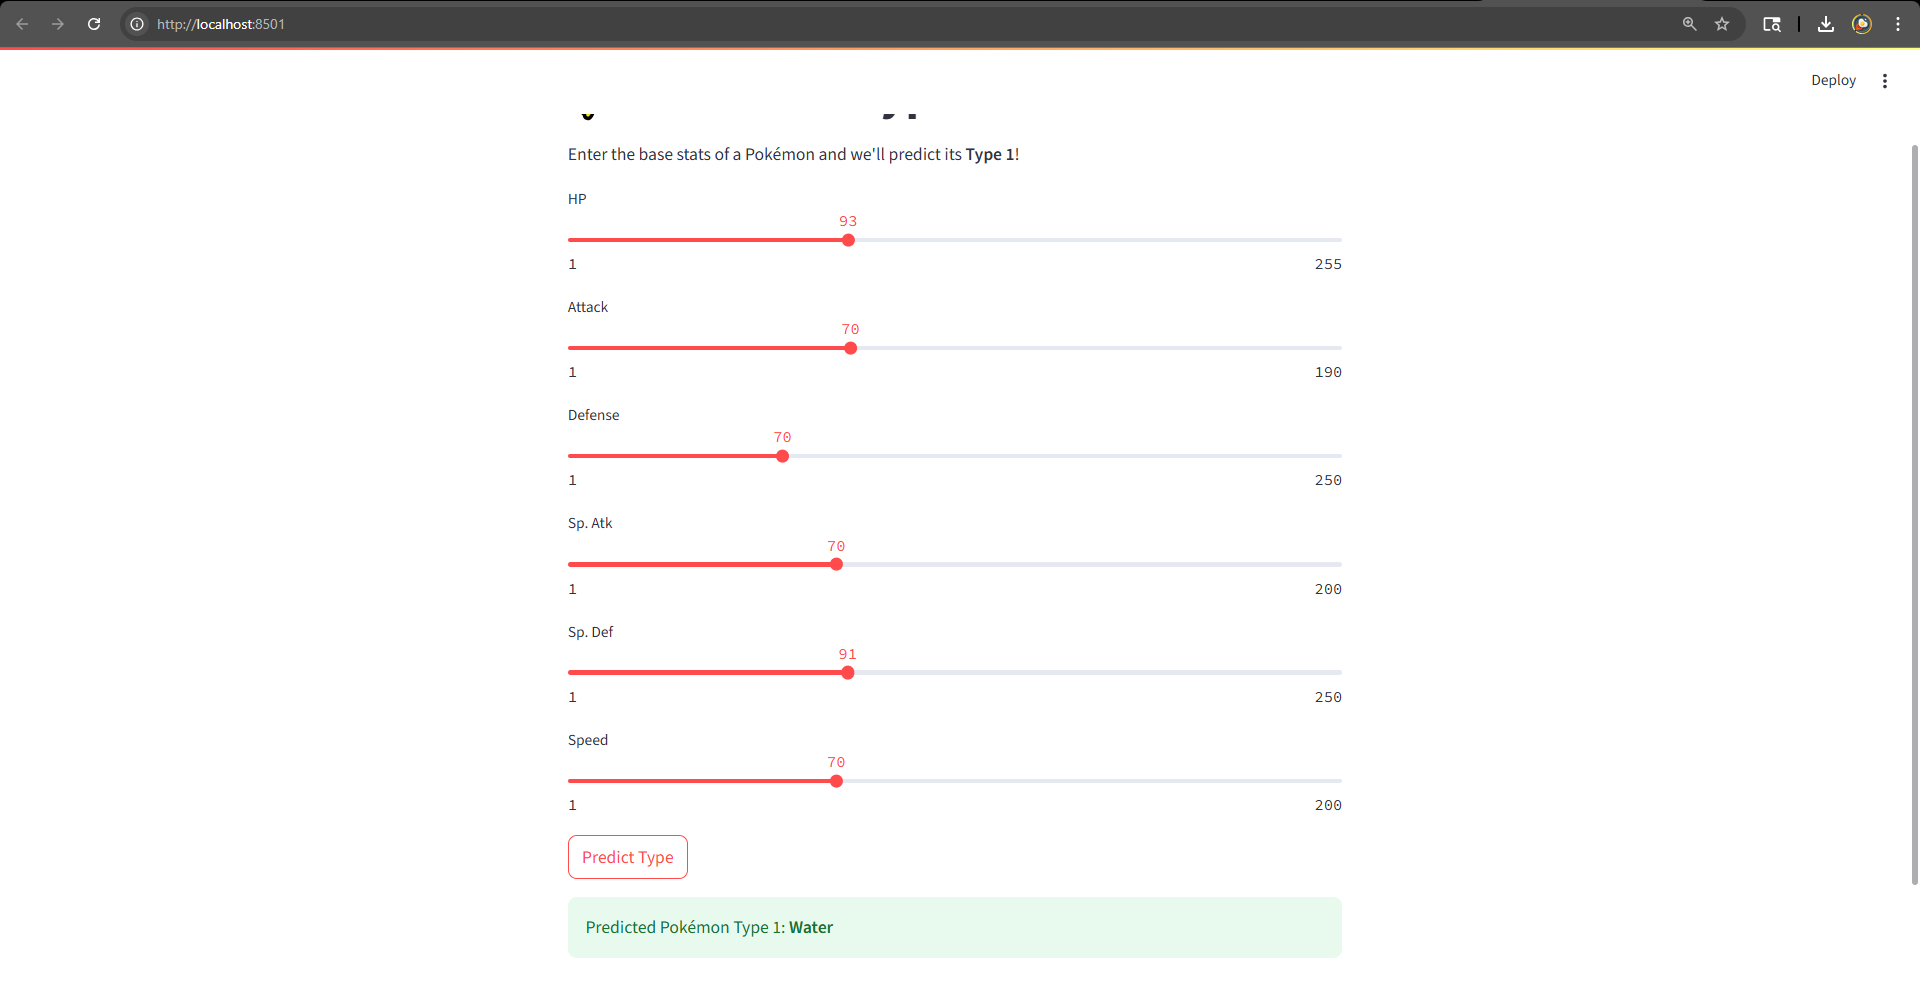 http://localhost:8501
Deploy
Enter the base stats of a Pokémon and we'll predict its Type 1!
HP
93
1 255
Attack
70
1 190
Defense
70
1 250
Sp. Atk
70
1 200
Sp. Def
91
1 250
Speed
70
1 200
Predict Type
Predicted Pokémon Type 1: Water